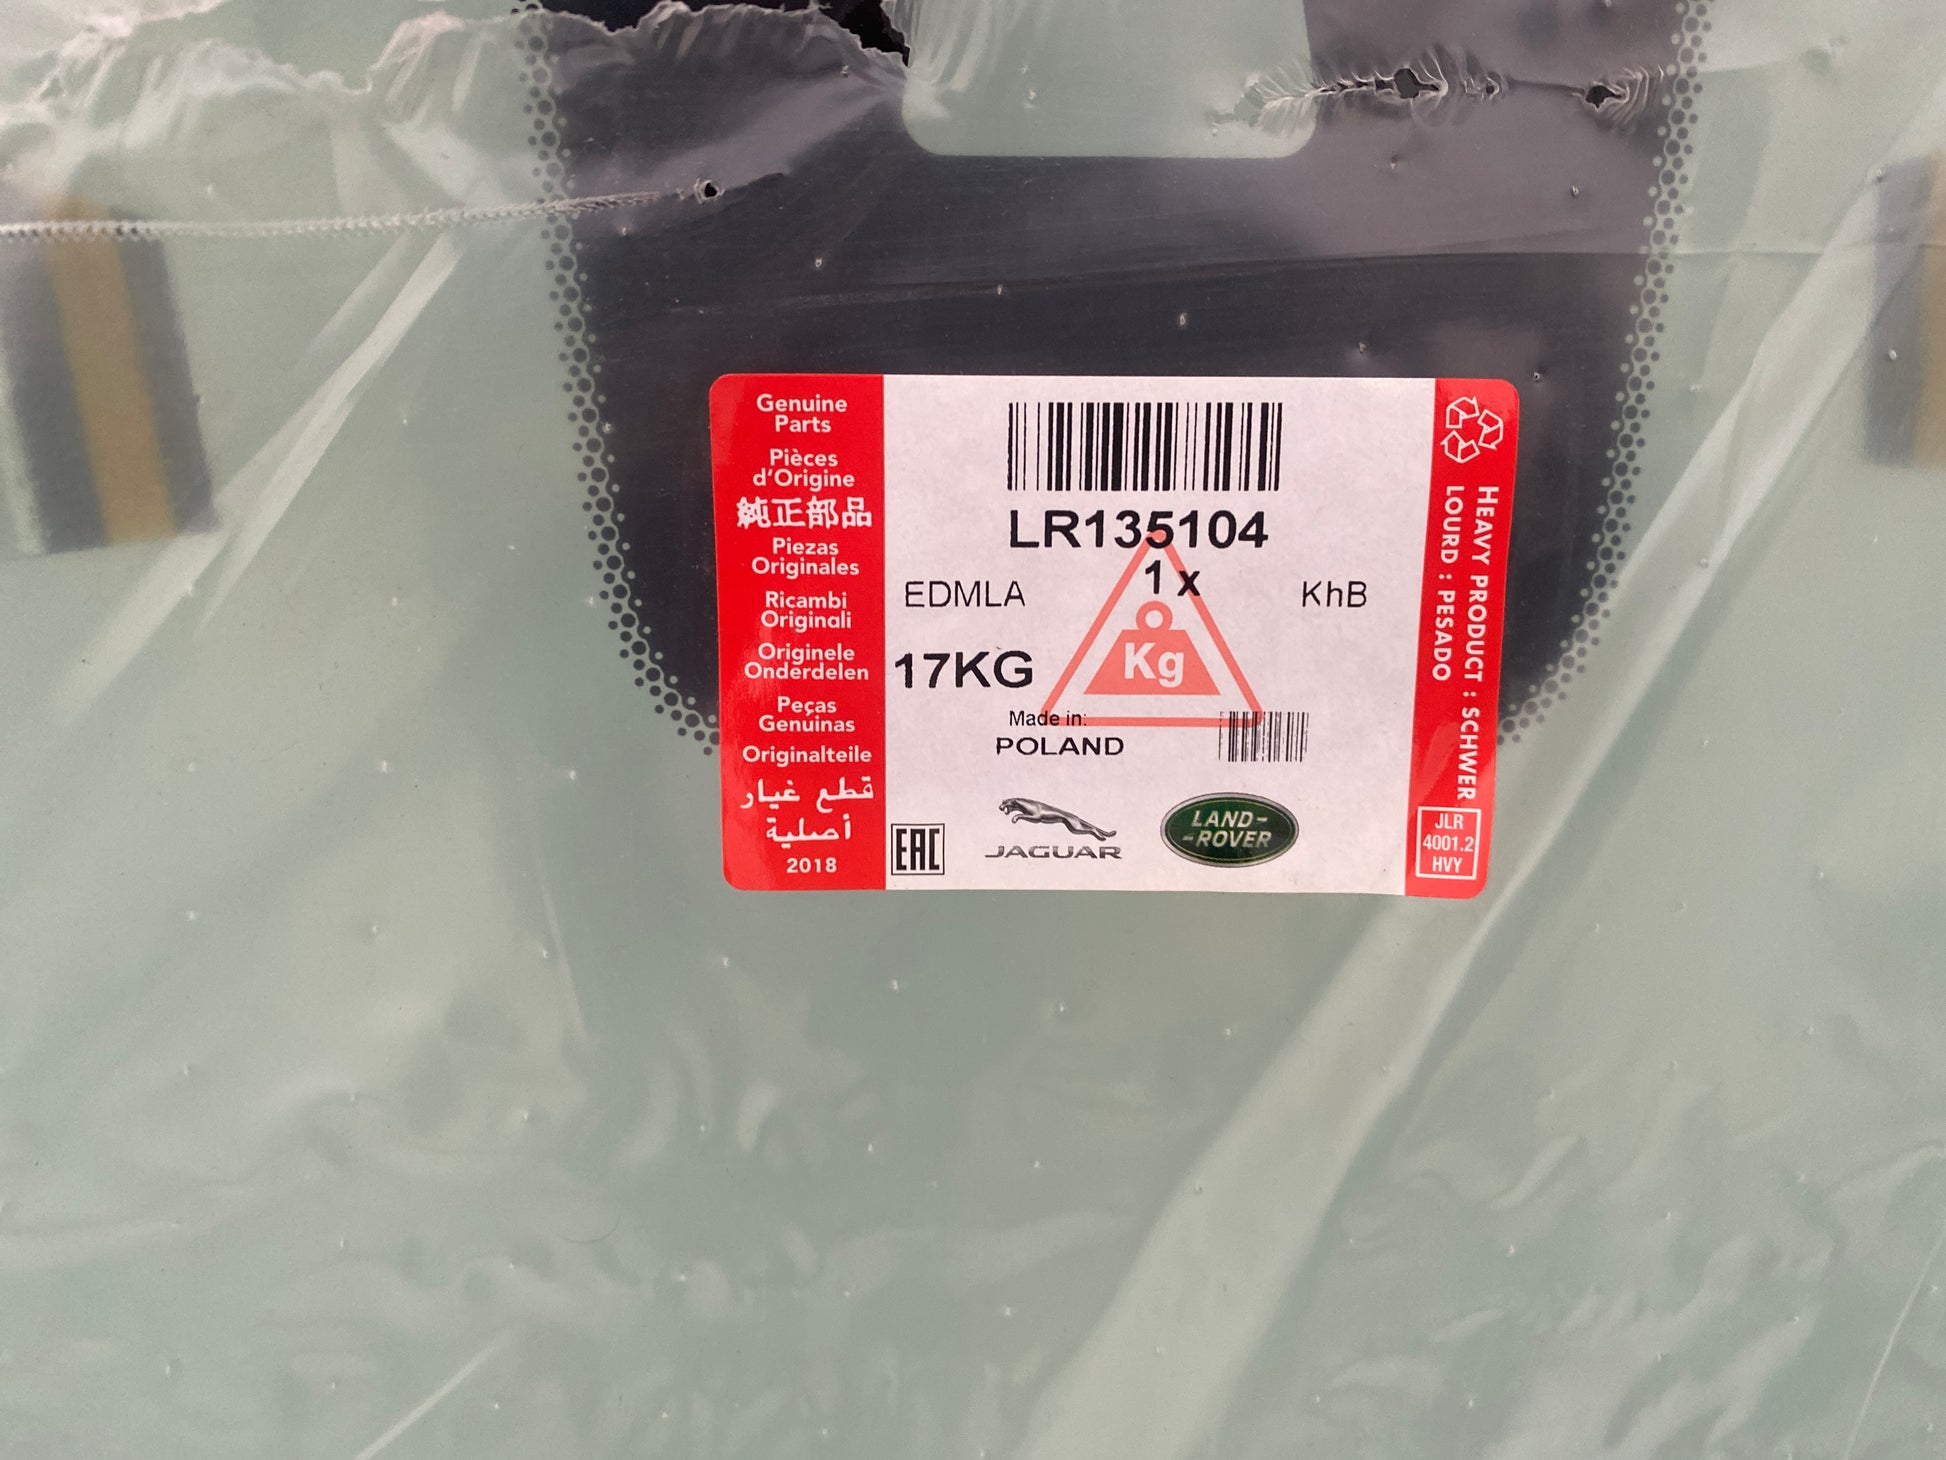 Genuine
Parts
Pièces
d'Origine
純正部品
Piezas
Originales
Ricambi
Originali
Originele
Onderdelen
Peças
Genuinas
Originalteile
قطع غيار
أصلية
2018
LR135104
1 x
EDMLA
KhB
17KG
Kg
Made in:
POLAND
EAC
JAGUAR
LAND-
-ROVER
HEAVY PRODUCT : SCHWER
LOURD : PESADO
JLR
4001.2
HVY